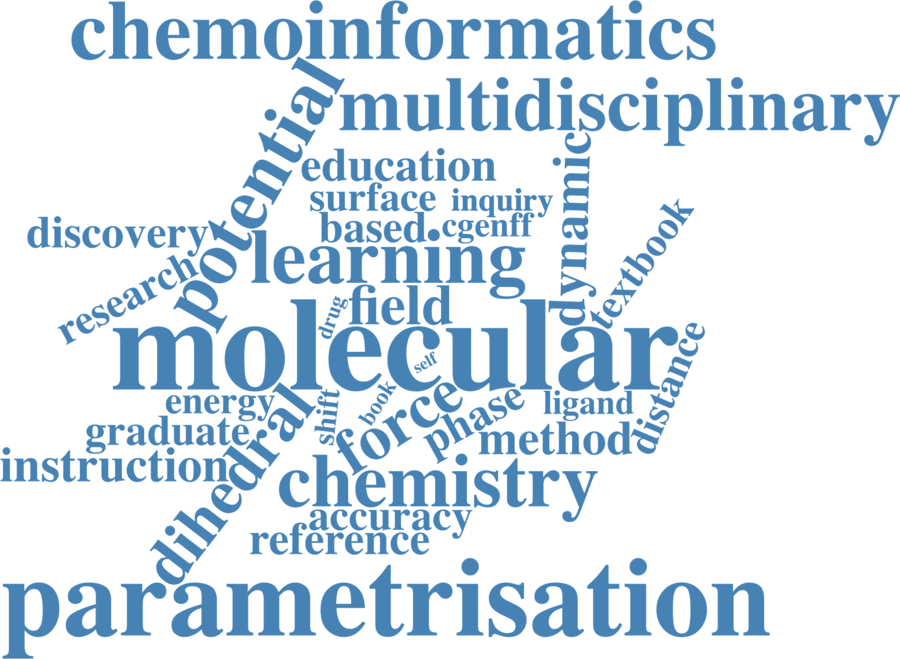 chemoinformatics
multidisciplinary
potential
education
dynamic
surface
inquiry
discovery
based
cgenff
textbook
learning
research
field
drug
molecular
distance
self
energy
shift
book
force
phase
ligand
graduate
dihedral
method
instruction
chemistry
accuracy
reference
parametrisation